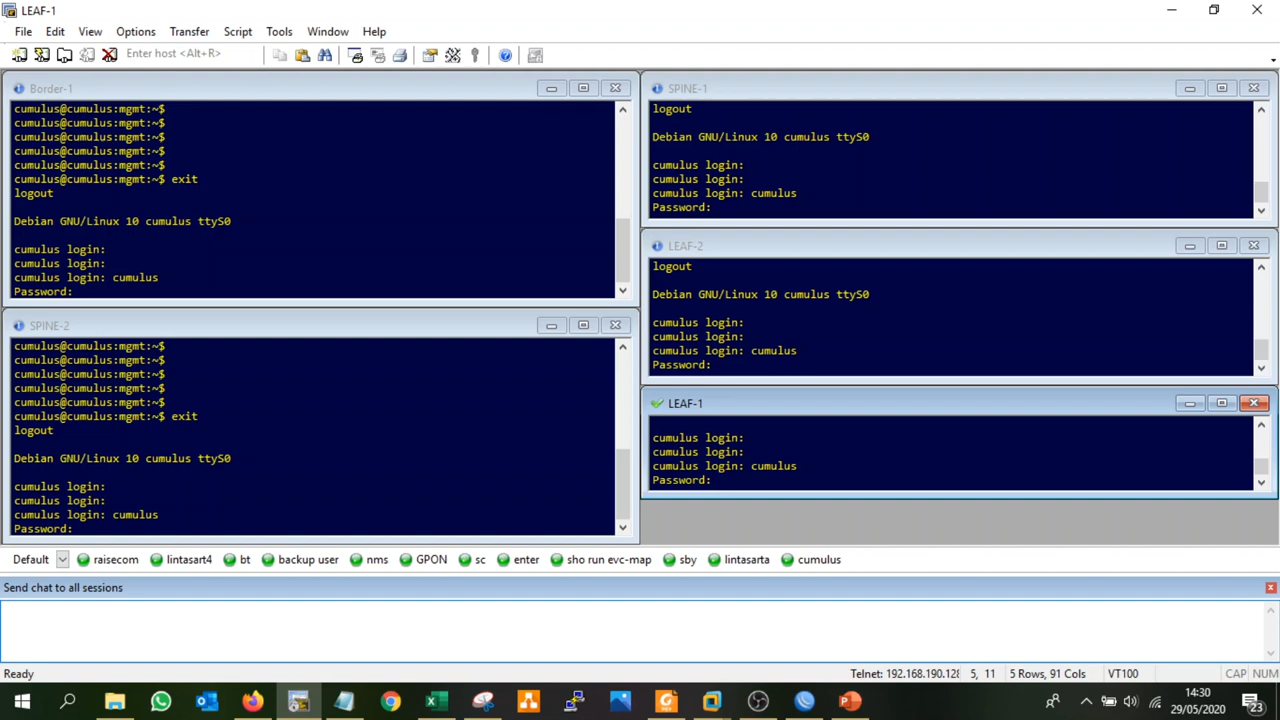 LEAF-1
File Edit View Options Transfer Script Tools Window Help
Enter host <Alt+R>
Border-1
cumulus@cumulus:mgmt:~$
cumulus@cumulus:mgmt:~$
cumulus@cumulus:mgmt:~$
cumulus@cumulus:mgmt:~$
cumulus@cumulus:mgmt:~$
cumulus@cumulus:mgmt:~$ exit
logout
Debian GNU/Linux 10 cumulus ttyS0
cumulus login:
cumulus login:
cumulus login: cumulus
Password:
SPINE-2
cumulus@cumulus:mgmt:~$
cumulus@cumulus:mgmt:~$
cumulus@cumulus:mgmt:~$
cumulus@cumulus:mgmt:~$
cumulus@cumulus:mgmt:~$
cumulus@cumulus:mgmt:~$ exit
logout
Debian GNU/Linux 10 cumulus ttyS0
cumulus login:
cumulus login:
cumulus login: cumulus
Password:
SPINE-1
logout
Debian GNU/Linux 10 cumulus ttyS0
cumulus login:
cumulus login:
cumulus login: cumulus
Password:
LEAF-2
logout
Debian GNU/Linux 10 cumulus ttyS0
cumulus login:
cumulus login:
cumulus login: cumulus
Password:
LEAF-1
cumulus login:
cumulus login:
cumulus login: cumulus
Password:
Default raisecom lintasart4 bt backup user nms GPON sc enter sho run evc-map sby lintasarta cumulus
Send chat to all sessions
Ready Telnet: 192.168.190.128 5, 11 5 Rows, 91 Cols VT100 CAP NUM
14:30
29/05/2020
23